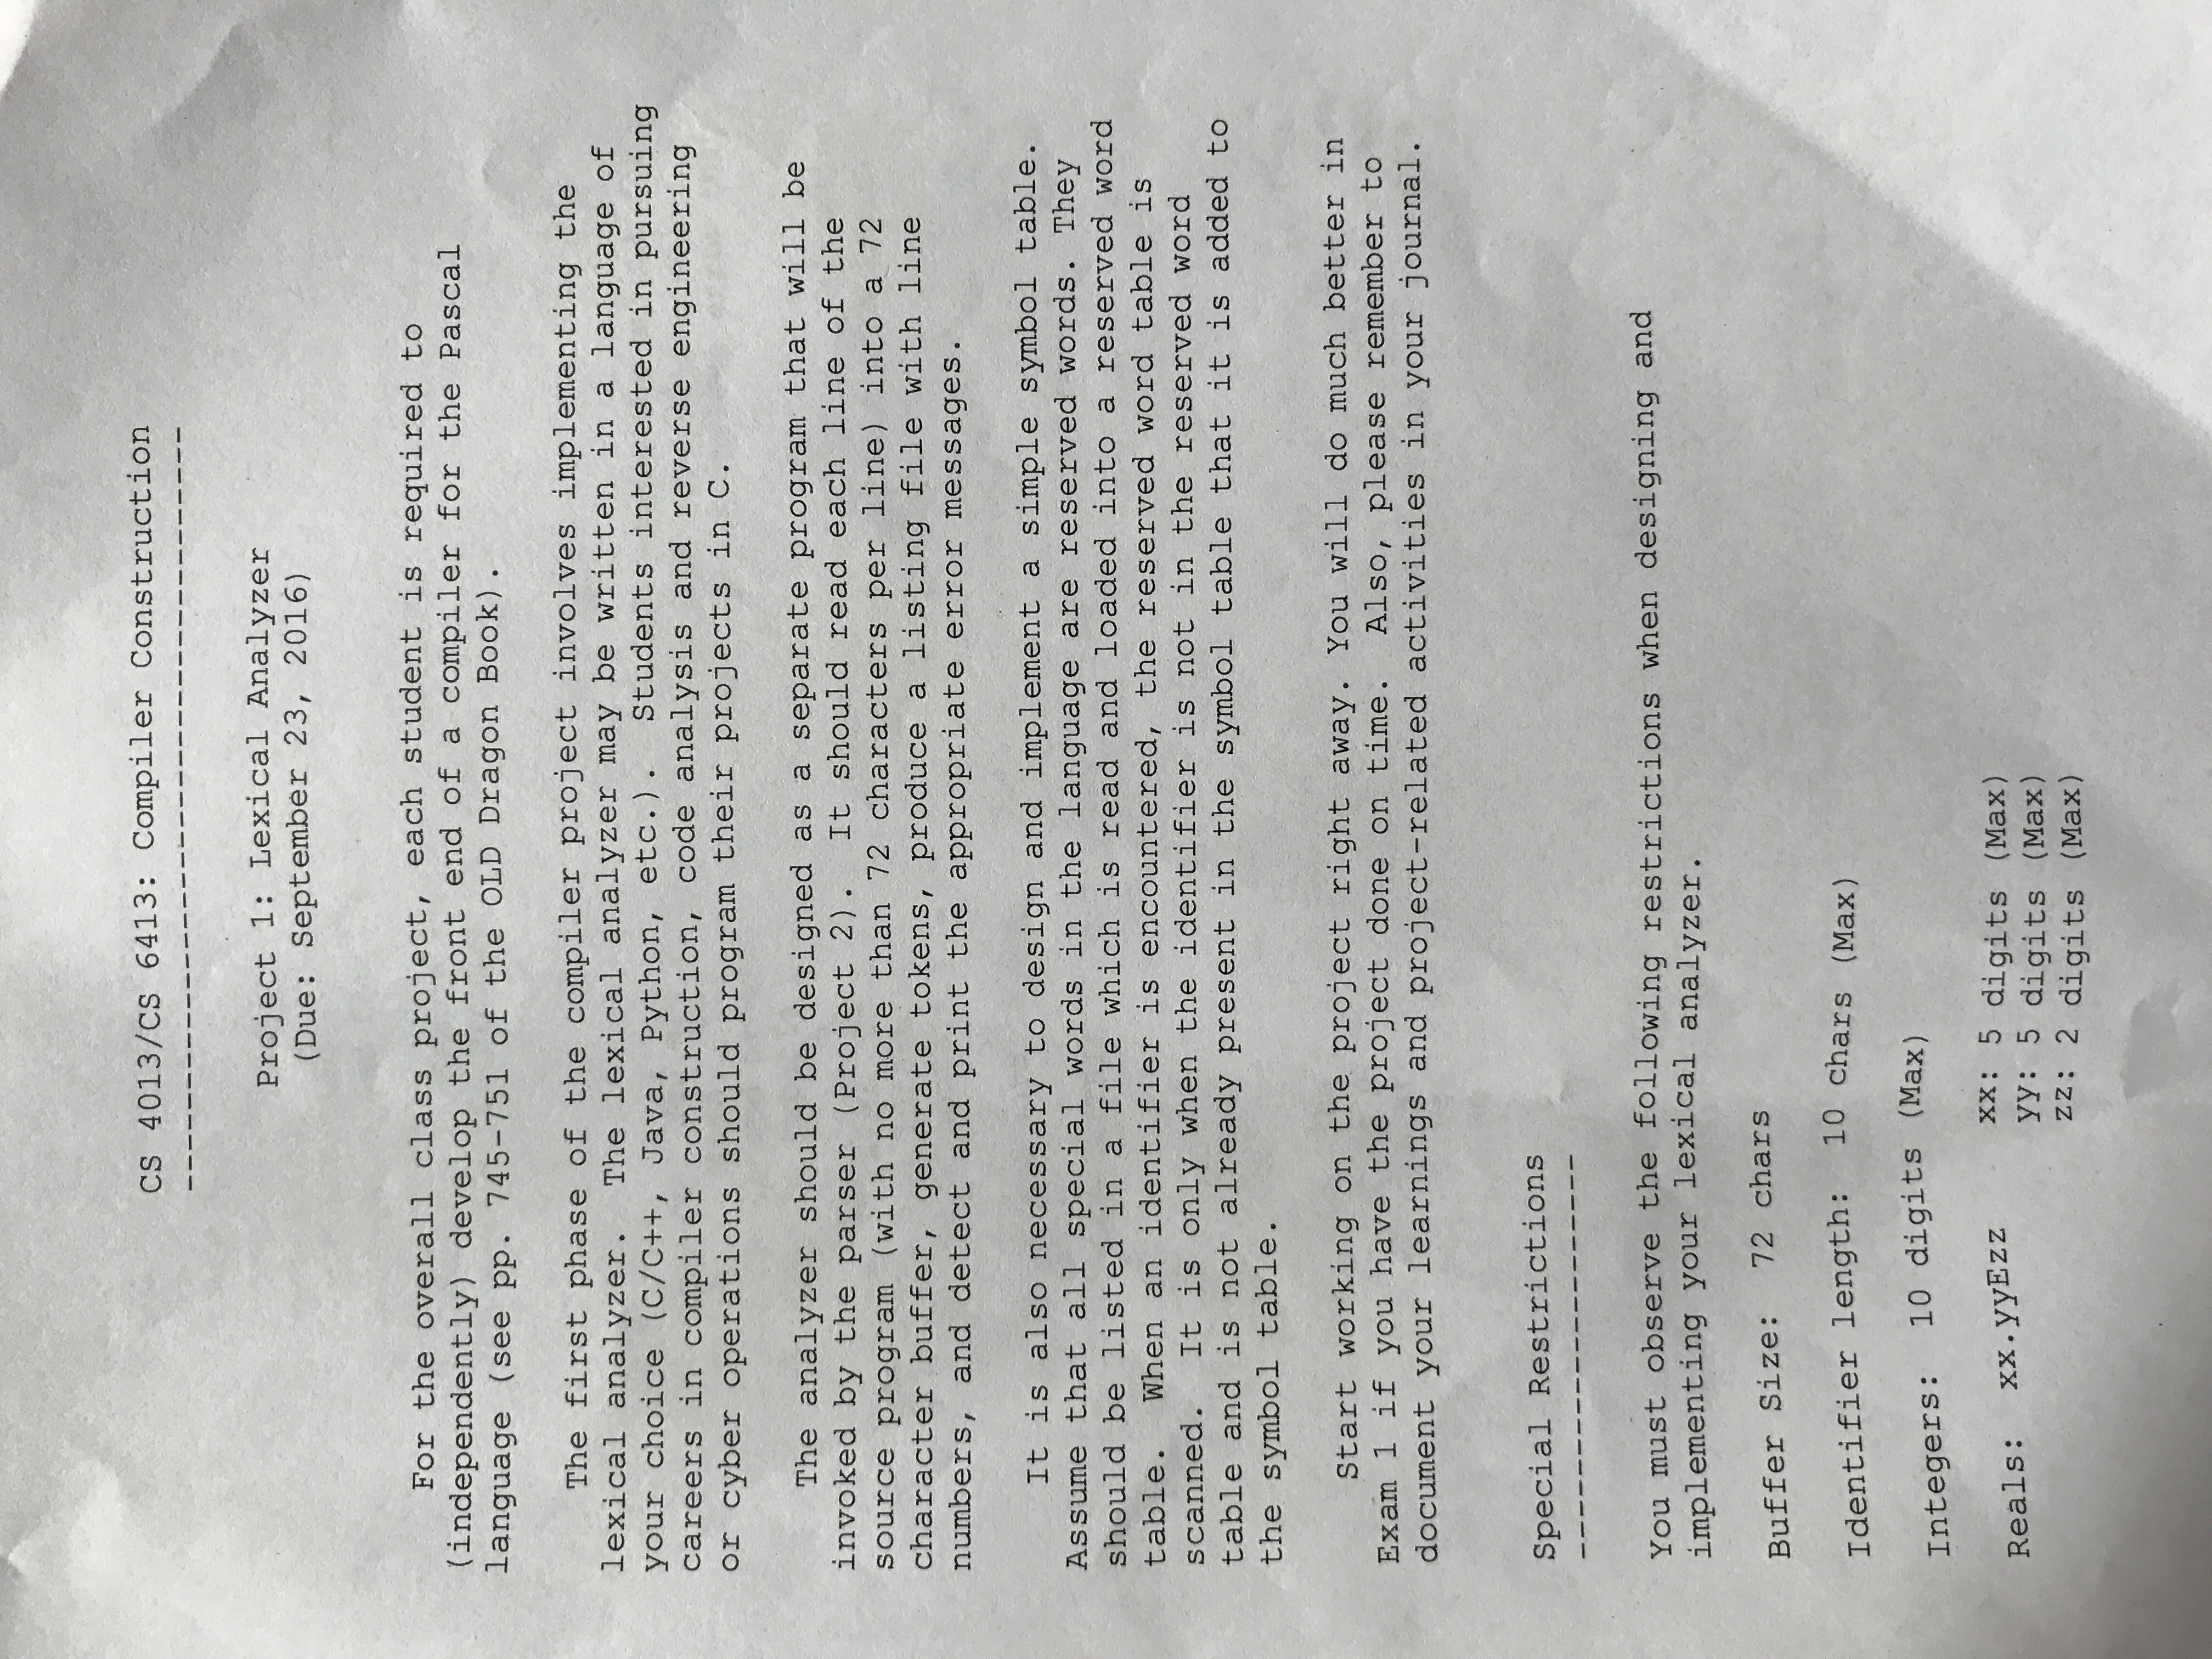 CS 4013/CS 6413: Compiler Construction
--------------------------------------
Project 1: Lexical Analyzer
(Due: September 23, 2016)
For the overall class project, each student is required to
(independently) develop the front end of a compiler for the Pascal
language (see pp. 745-751 of the OLD Dragon Book).
The first phase of the compiler project involves implementing the
lexical analyzer.  The lexical analyzer may be written in a language of
your choice (C/C++, Java, Python, etc.).  Students interested in pursuing
careers in compiler construction, code analysis and reverse engineering
or cyber operations should program their projects in C.
The analyzer should be designed as a separate program that will be
invoked by the parser (Project 2).  It should read each line of the
source program (with no more than 72 characters per line) into a 72
character buffer, generate tokens, produce a listing file with line
numbers, and detect and print the appropriate error messages.
It is also necessary to design and implement a simple symbol table.
Assume that all special words in the language are reserved words. They
should be listed in a file which is read and loaded into a reserved word
table.  When an identifier is encountered, the reserved word table is
scanned.  It is only when the identifier is not in the reserved word
table and is not already present in the symbol table that it is added to
the symbol table.
Start working on the project right away. You will do much better in
Exam 1 if you have the project done on time.  Also, please remember to
document your learnings and project-related activities in your journal.
Special Restrictions
--------------------
You must observe the following restrictions when designing and
implementing your lexical analyzer.
Buffer Size:  72 chars
Identifier length:  10 chars (Max)
Integers:  10 digits (Max)
Reals:  xx.yyEzz     xx: 5 digits (Max)
yy: 5 digits (Max)
zz: 2 digits (Max)